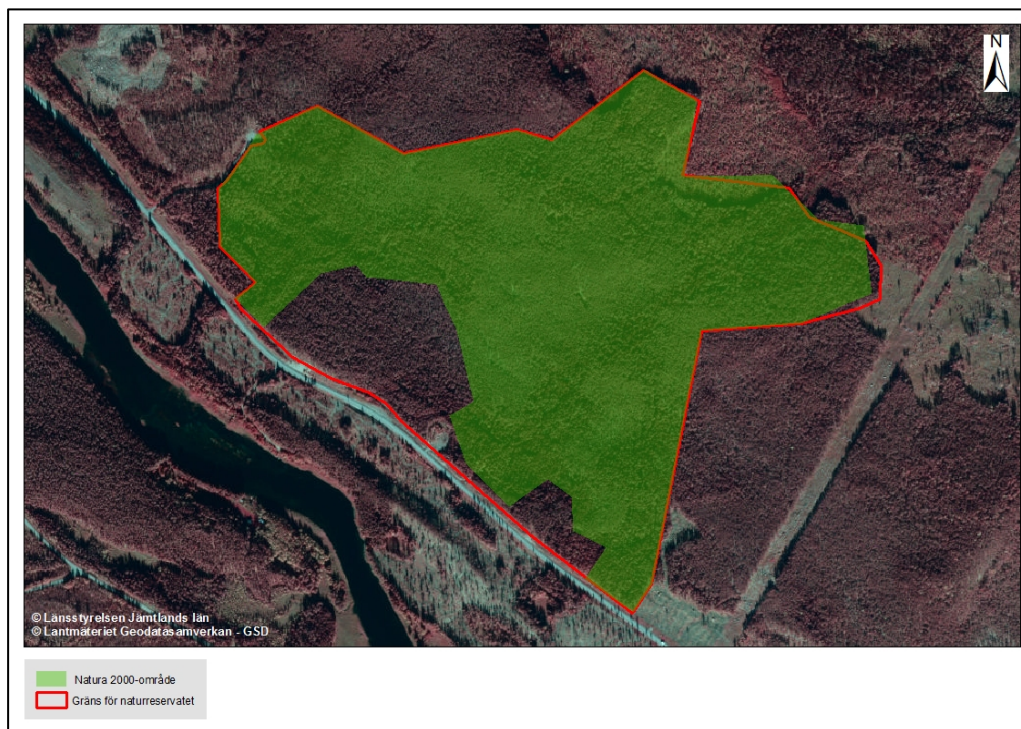 N
© Länsstyrelsen Jämtlands län
© Lantmäteriet Geodatasamverkan - GSD
Natura 2000-område
Gräns för naturreservatet